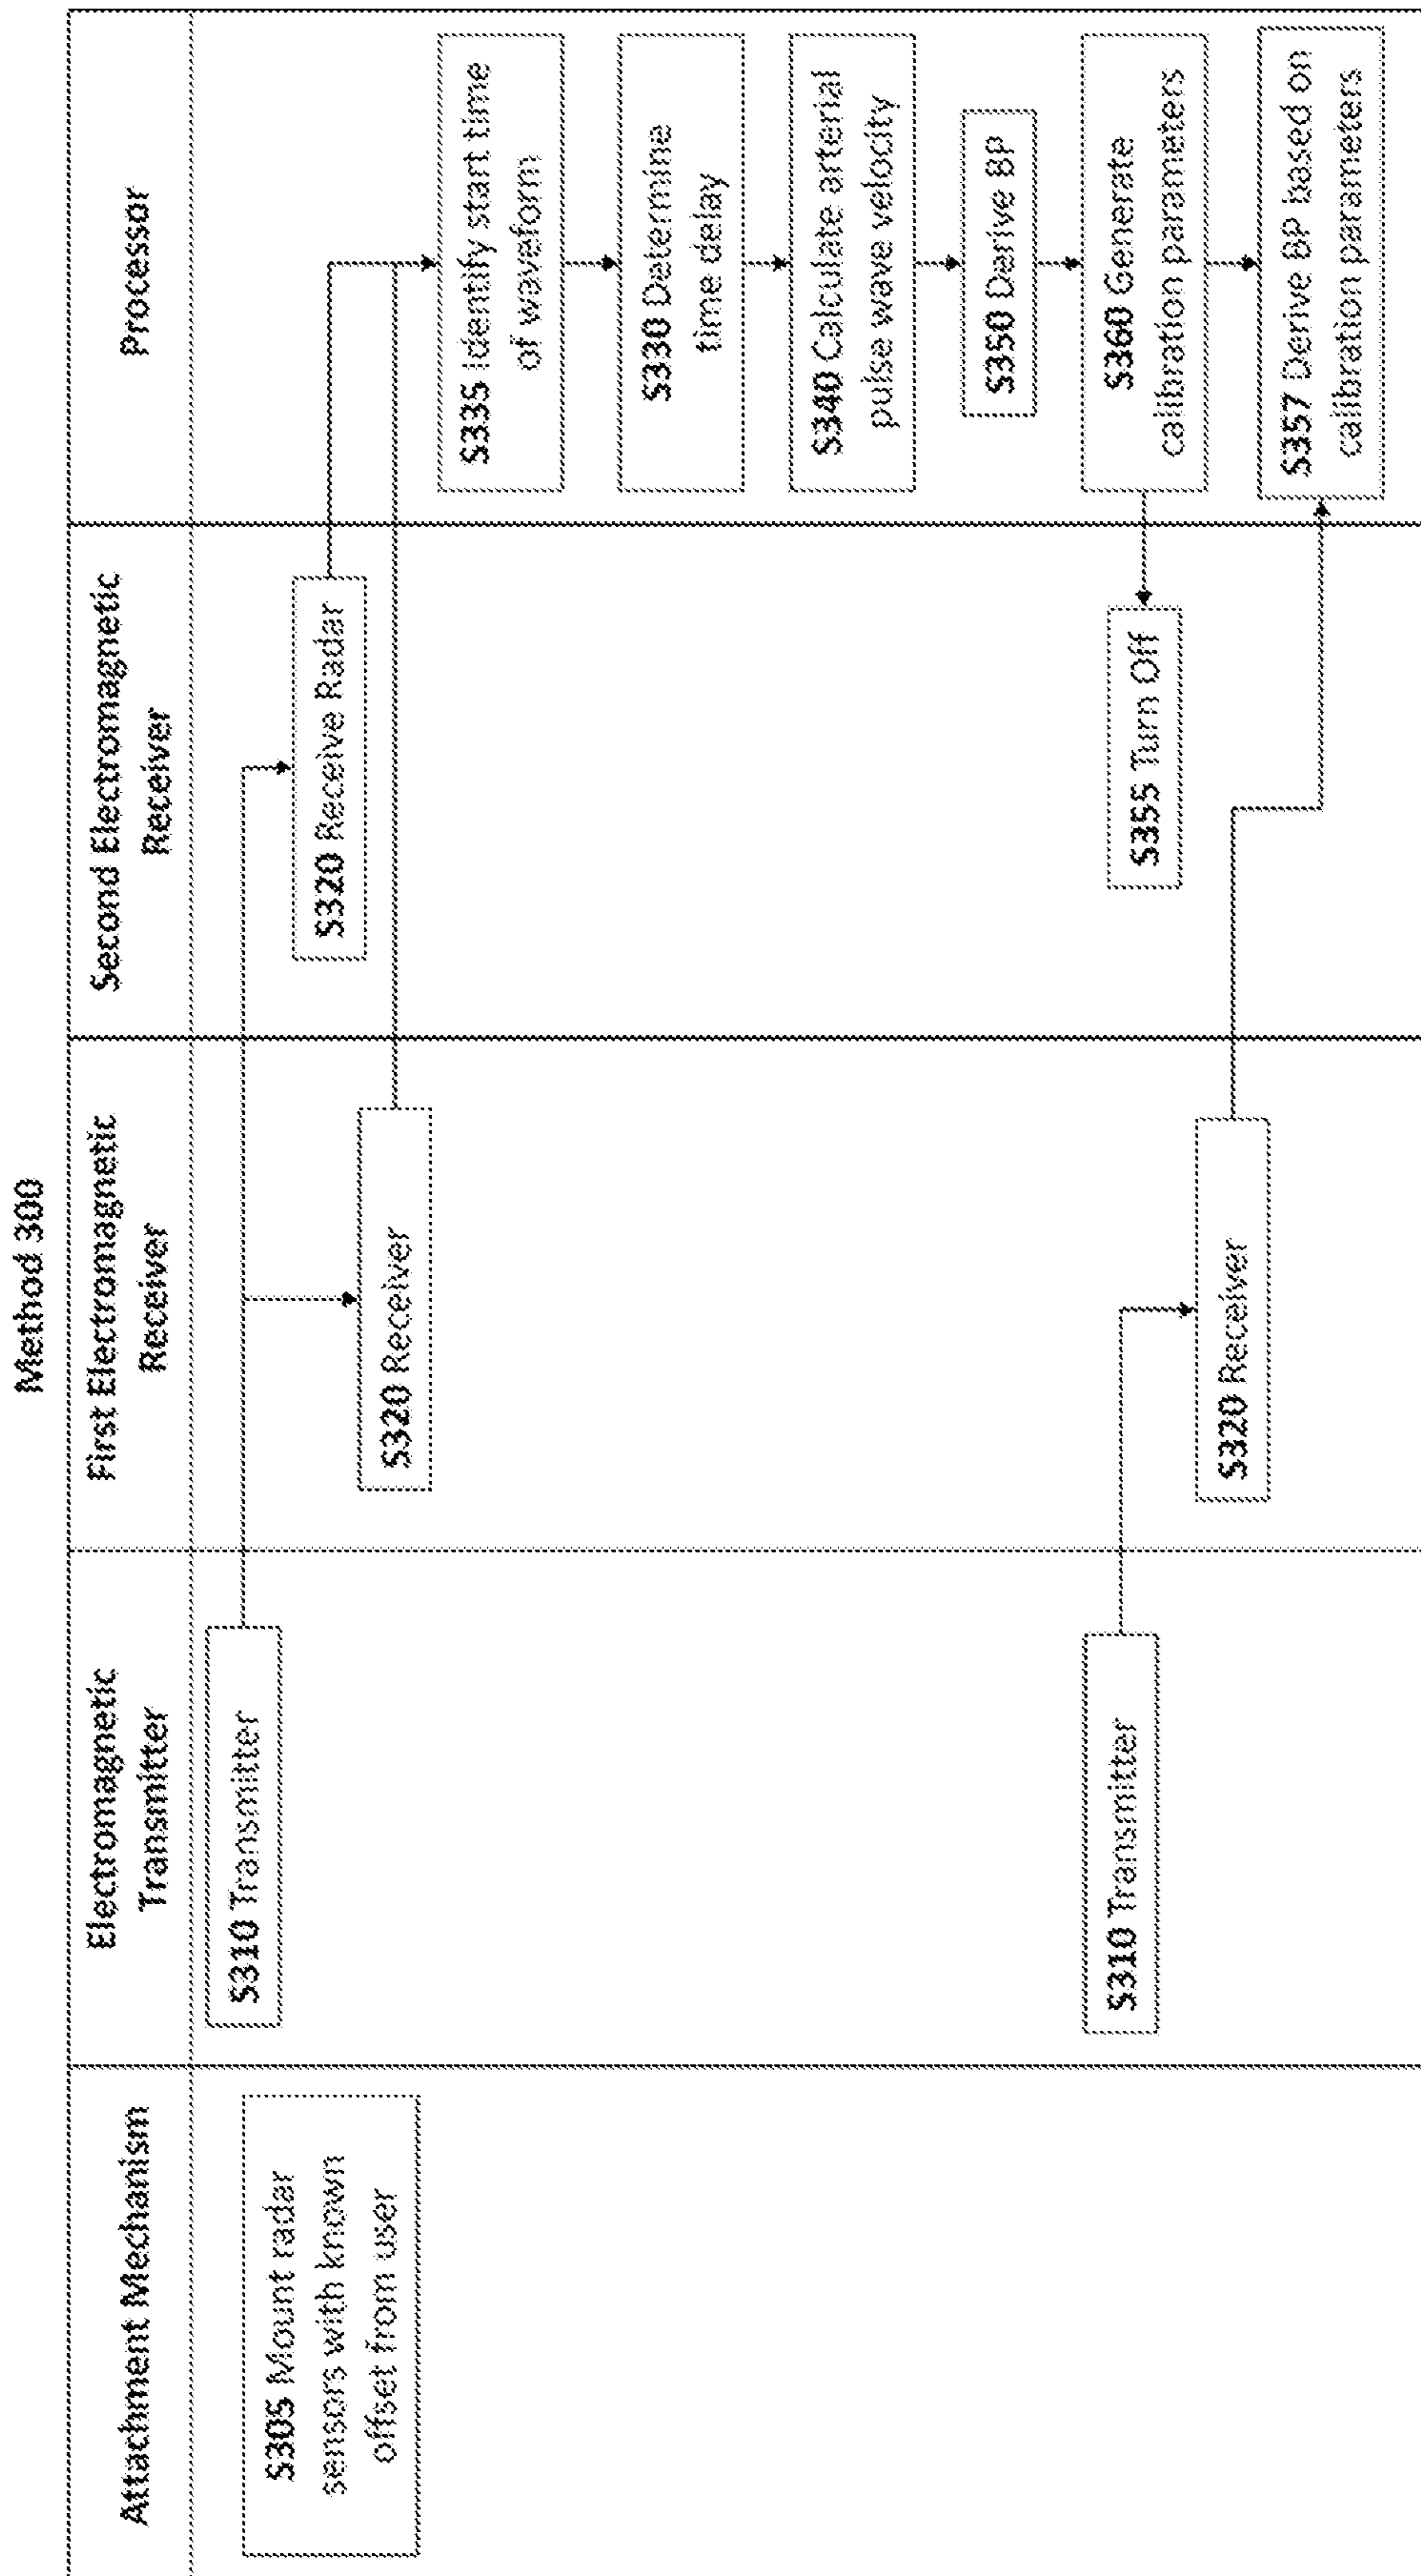 Method 300
Attachment Mechanism
Electromagnetic
Transmitter
First Electromagnetic
Receiver
Second Electromagnetic
Receiver
Processor
S305 Mount radar
sensors with known
offset from user
S310 Transmitter
S320 Receive Radar
S320 Receiver
S335 Identify start time
of waveform
S330 Determine
time delay
S340 Calculate arterial
pulse wave velocity
S350 Derive BP
S360 Generate
calibration parameters
S310 Transmitter
S355 Turn Off
S320 Receiver
S357 Derive BP based on
calibration parameters